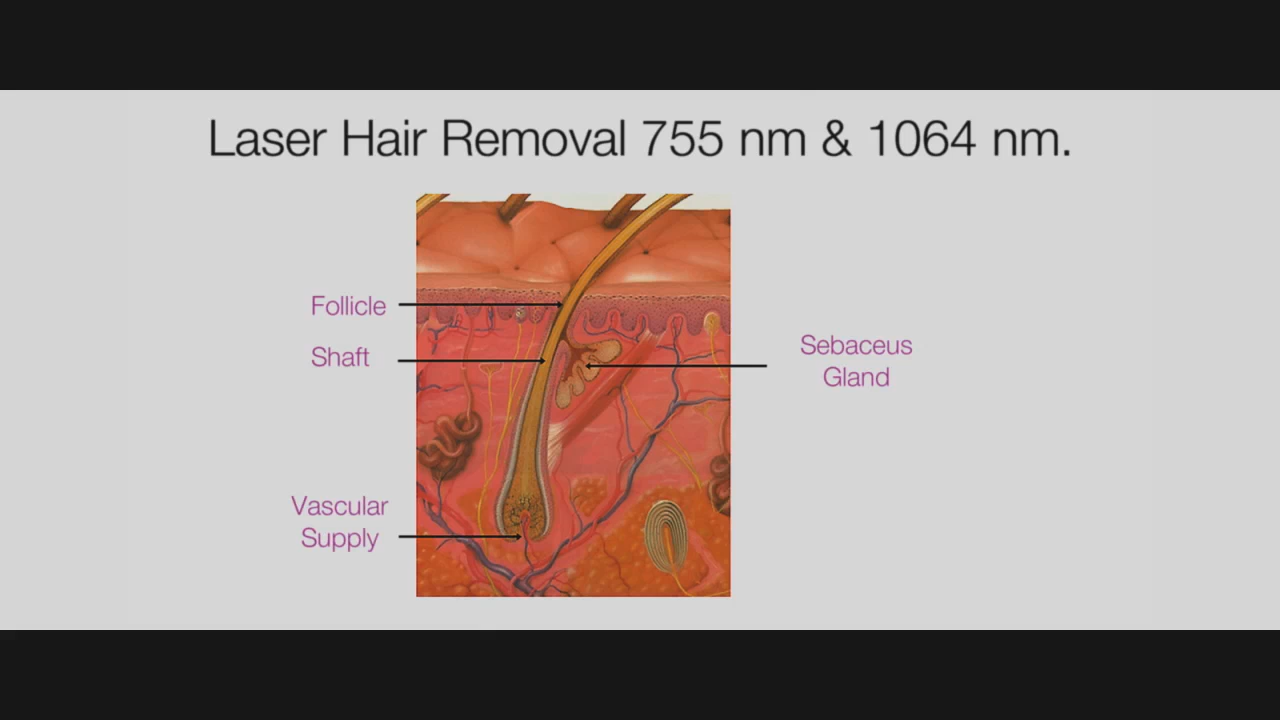 Laser Hair Removal 755 nm & 1064 nm.
Follicle
Shaft
Sebaceus
Gland
Vascular
Supply